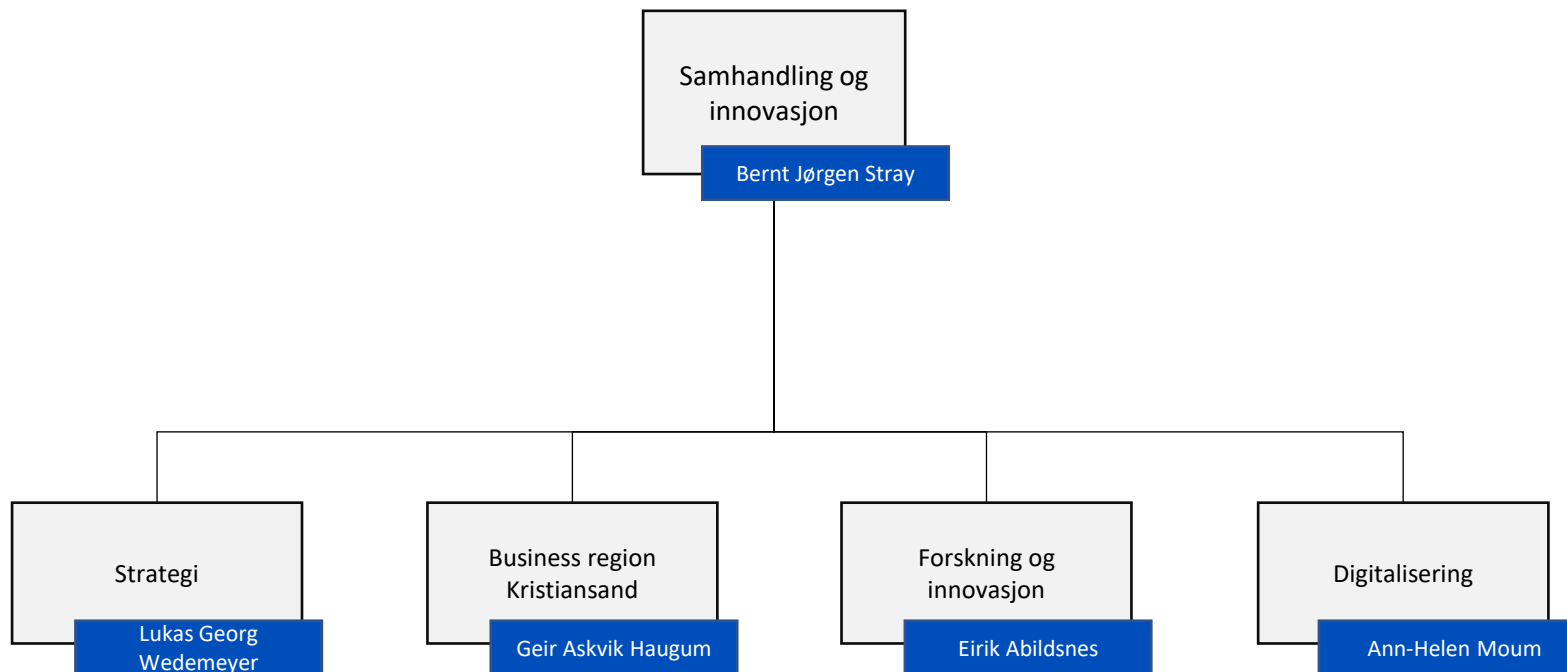 Samhandling og
innovasjon
Bernt Jørgen Stray
Strategi
Lukas Georg
Wedemeyer
Business region
Kristiansand
Geir Askvik Haugum
Forskning og
innovasjon
Eirik Abildsnes
Digitalisering
Ann-Helen Moum